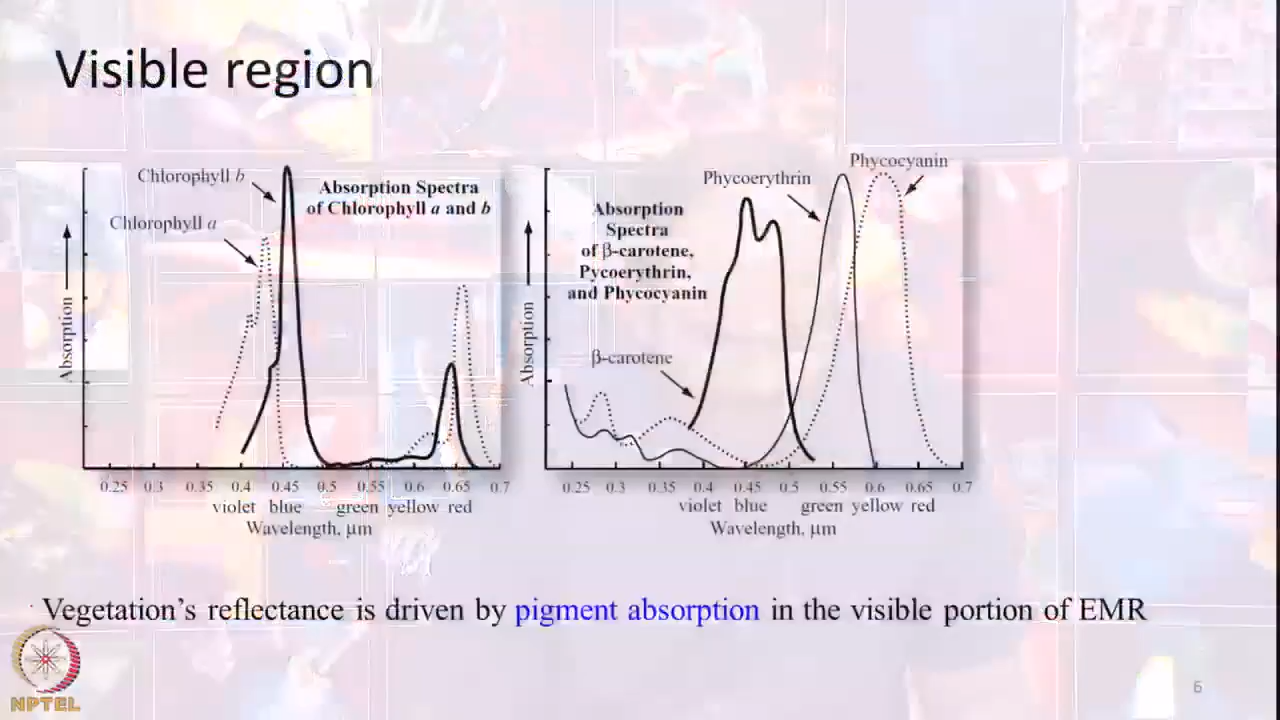 Visible region
Chlorophyll b
Chlorophyll a
Absorption Spectra
of Chlorophyll a and b
Absorption
0.25 0.3 0.35 0.4 0.45 0.5 0.55 0.6 0.65 0.7
violet blue green yellow red
Wavelength, μm
Phycocyanin
Phycoerythrin
Absorption
Spectra
of β-carotene,
Pycoerythrin,
and Phycocyanin
β-carotene
Absorption
0.25 0.3 0.35 0.4 0.45 0.5 0.55 0.6 0.65 0.7
violet blue green yellow red
Wavelength, μm
Vegetation's reflectance is driven by pigment absorption in the visible portion of EMR
NPTEL
6